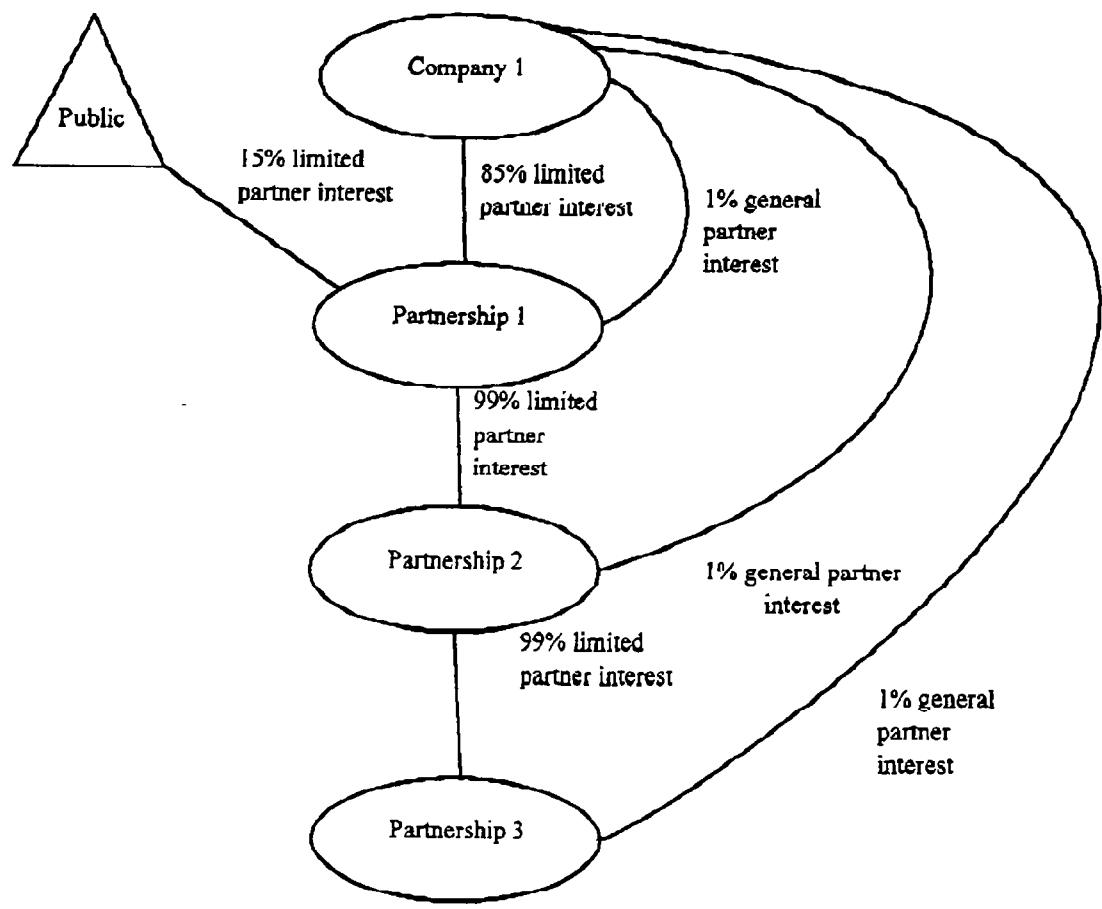 Company 1
Public
15% limited
partner interest
85% limited
partner interest
1% general
partner
interest
Partnership 1
99% limited
partner
interest
Partnership 2
1% general partner
interest
99% limited
partner interest
1% general
partner
interest
Partnership 3